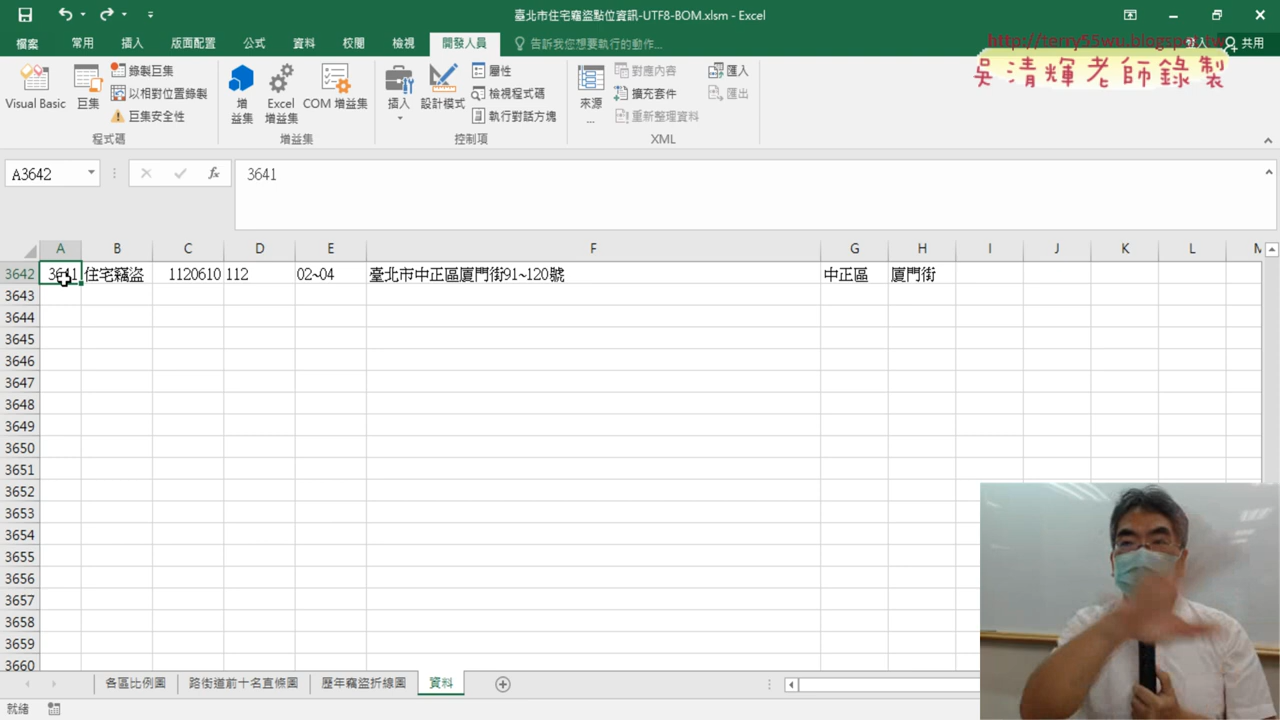 臺北市住宅竊盜點位資訊-UTF8-BOM.xlsm - Excel
檔案 常用 插入 版面配置 公式 資料 校閱 檢視 開發人員 告訴我您想要執行的動作... 共用
http://terry55wu.blogspot.tw
吳清輝老師錄製
Visual Basic 巨集 錄製巨集 以相對位置錄製 巨集安全性
增益集 Excel 增益集 COM 增益集
插入 設計模式 屬性 檢視程式碼 執行對話方塊
來源... 對應內容 擴充套件 重新整理資料 匯入 匯出
程式碼 增益集 控制項 XML
A3642 fx 3641
A B C D E F G H I J K L M
3642 3641 住宅竊盜 1120610 112 02~04 臺北市中正區厦門街91~120號 中正區 厦門街
3643
3644
3645
3646
3647
3648
3649
3650
3651
3652
3653
3654
3655
3656
3657
3658
3659
3660
各區比例圖 路街道前十名直條圖 歷年竊盜折線圖 資料
就緒